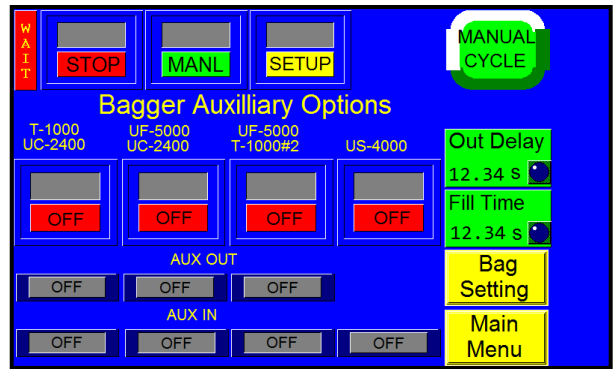 WAIT
STOP
MANL
SETUP
MANUAL
CYCLE
Bagger Auxilliary Options
T-1000
UC-2400
UF-5000
UC-2400
UF-5000
T-1000#2
US-4000
OFF
OFF
OFF
OFF
Out Delay
12.34 s
Fill Time
12.34 s
AUX OUT
OFF
OFF
OFF
Bag
Setting
AUX IN
OFF
OFF
OFF
OFF
Main
Menu